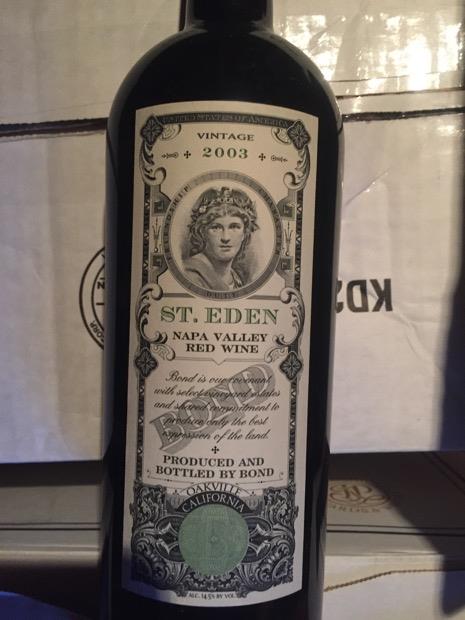 UNITED STATES OF AMERICA
VINTAGE
2003
ST. EDEN
NAPA VALLEY
RED WINE
Bond is our covenant
with select vineyard estates
and shared commitment to
produce only the best
expression of the land.
BOND
PRODUCED AND
BOTTLED BY BOND
OAKVILLE
CALIFORNIA
B
ALC. 14.5% BY VOL.
KD